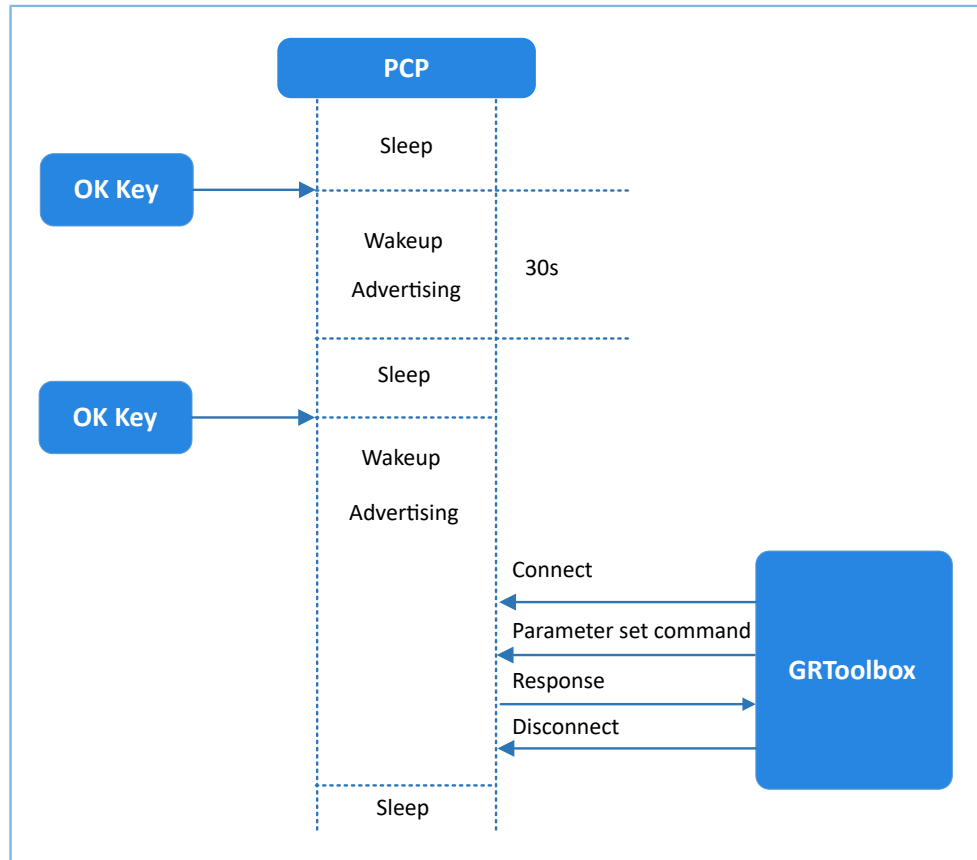 PCP
Sleep
OK Key
Wakeup
30s
Advertising
Sleep
OK Key
Wakeup
Advertising
Connect
Parameter set command
GRToolbox
Response
Disconnect
Sleep